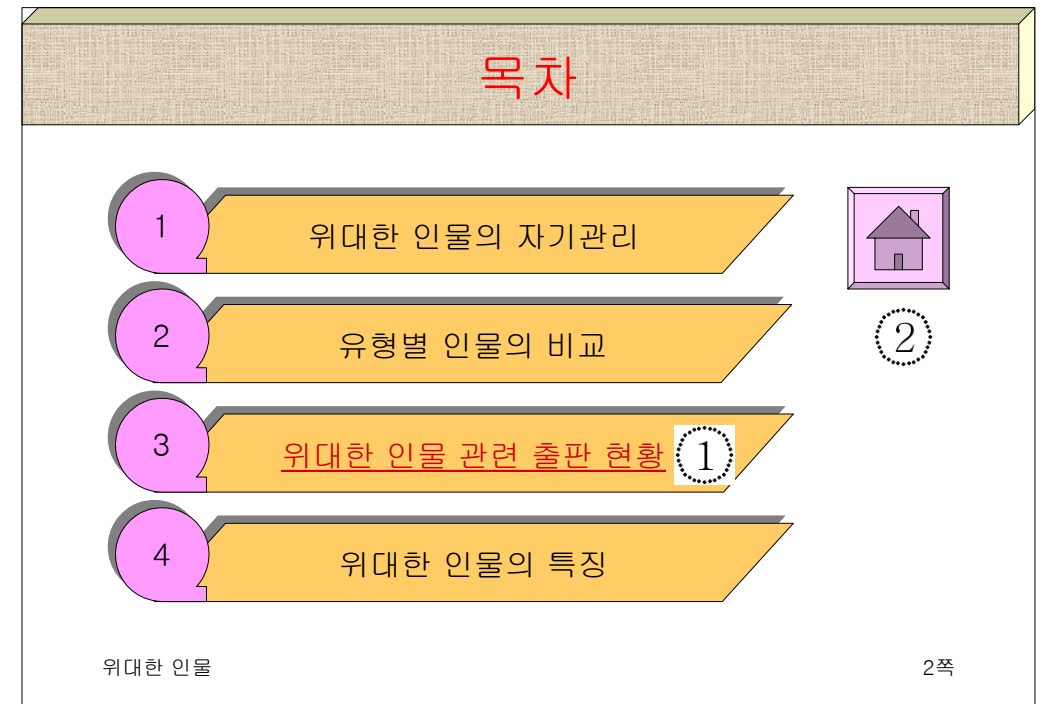 목차
1
위대한 인물의 자기관리
2
유형별 인물의 비교
②
3
위대한 인물 관련 출판 현황 ①
4
위대한 인물의 특징
위대한 인물
2쪽